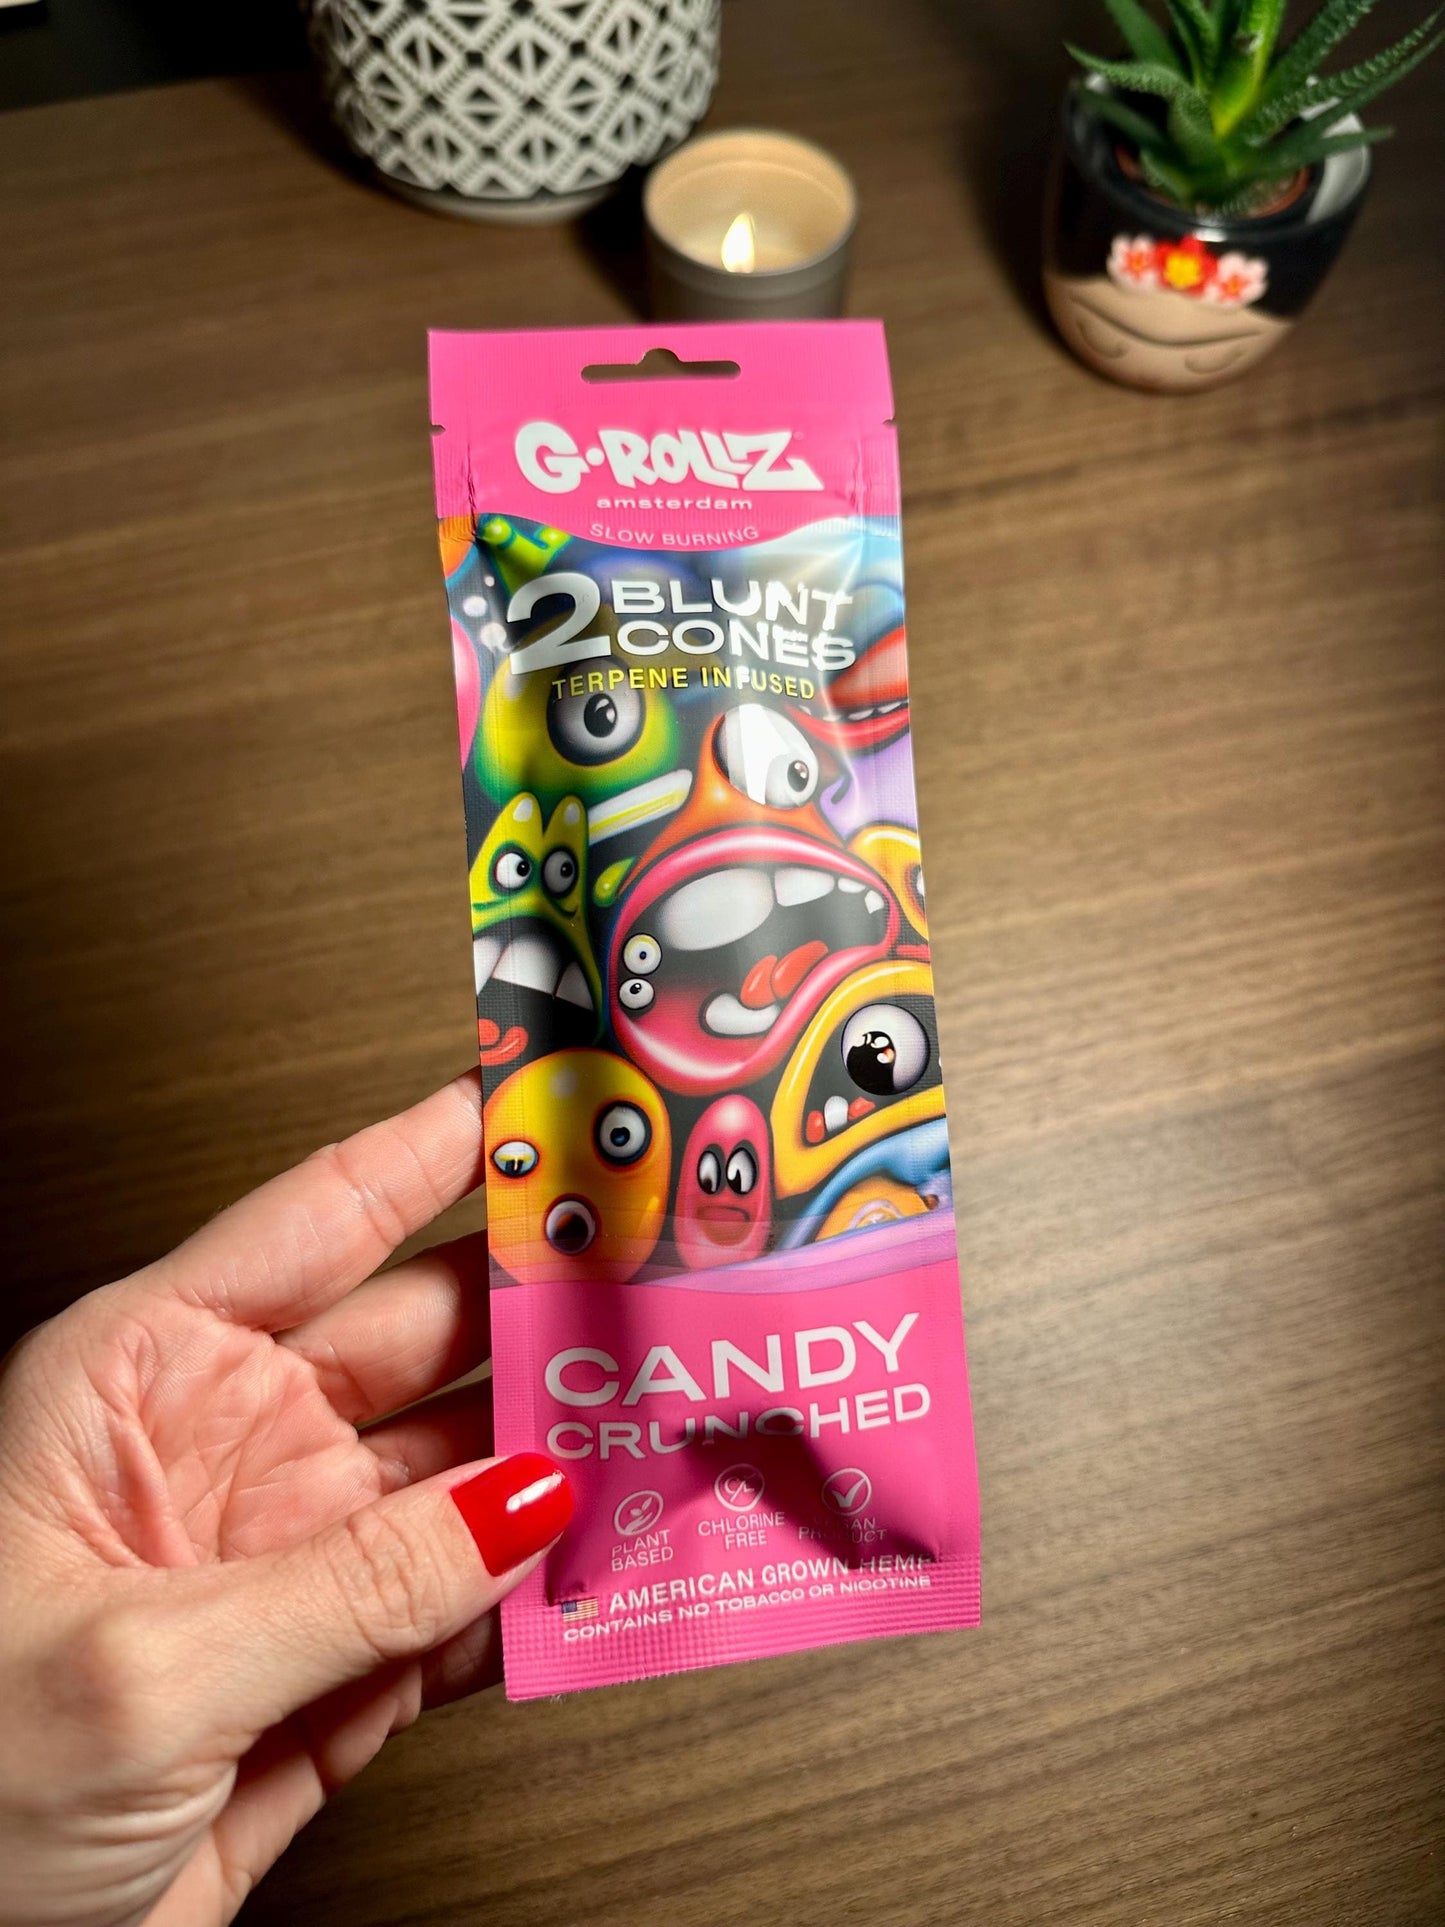 G·ROLLZ
amsterdam
SLOW BURNING
2 BLUNT
CONES
TERPENE INFUSED
CANDY
CRUNCHED
PLANT
BASED
CHLORINE
FREE
VEGAN
PRODUCT
AMERICAN GROWN HEMP
CONTAINS NO TOBACCO OR NICOTINE